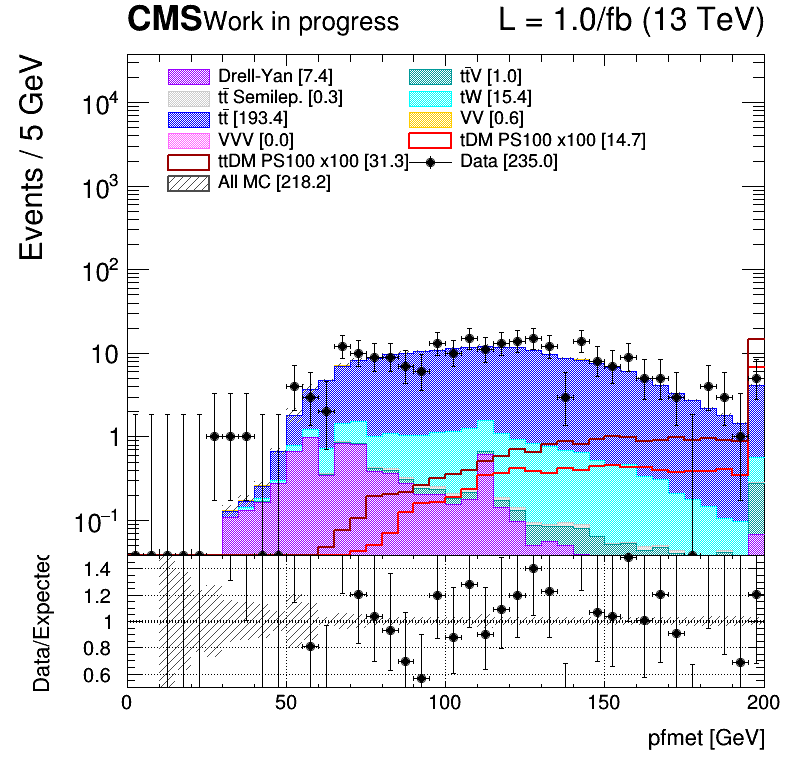 CMS Work in progress L = 1.0/fb (13 TeV)
Events / 5 GeV
Drell-Yan [7.4] tt̄V [1.0]
tt̄ Semilep. [0.3] tW [15.4]
tt̄ [193.4] VV [0.6]
VVV [0.0] tDM PS100 x100 [14.7]
ttDM PS100 x100 [31.3] Data [235.0]
All MC [218.2]
10⁴
10³
10²
10
1
10⁻¹
Data/Expected
1.4
1.2
1
0.8
0.6
0 50 100 150 200
pfmet [GeV]